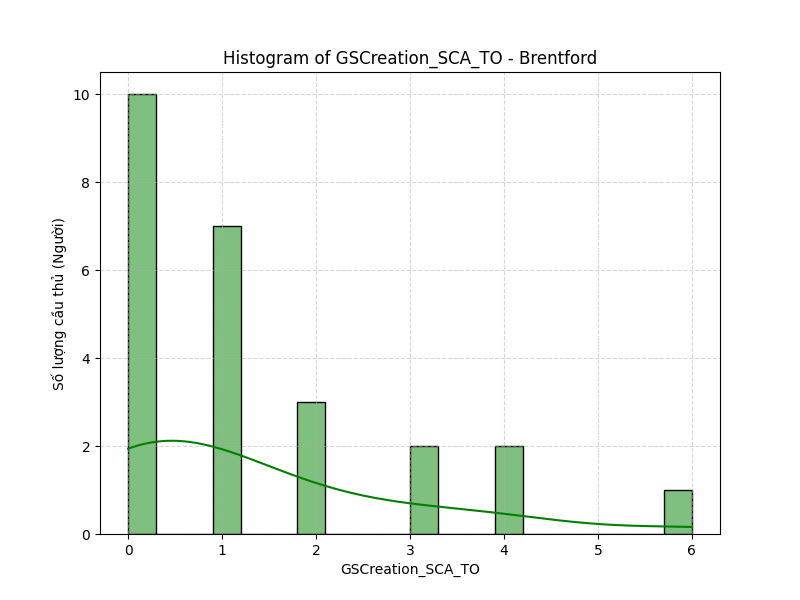 Histogram of GSCreation_SCA_TO - Brentford
Số lượng cầu thủ (Người)
10
8
6
4
2
0
0 1 2 3 4 5 6
GSCreation_SCA_TO